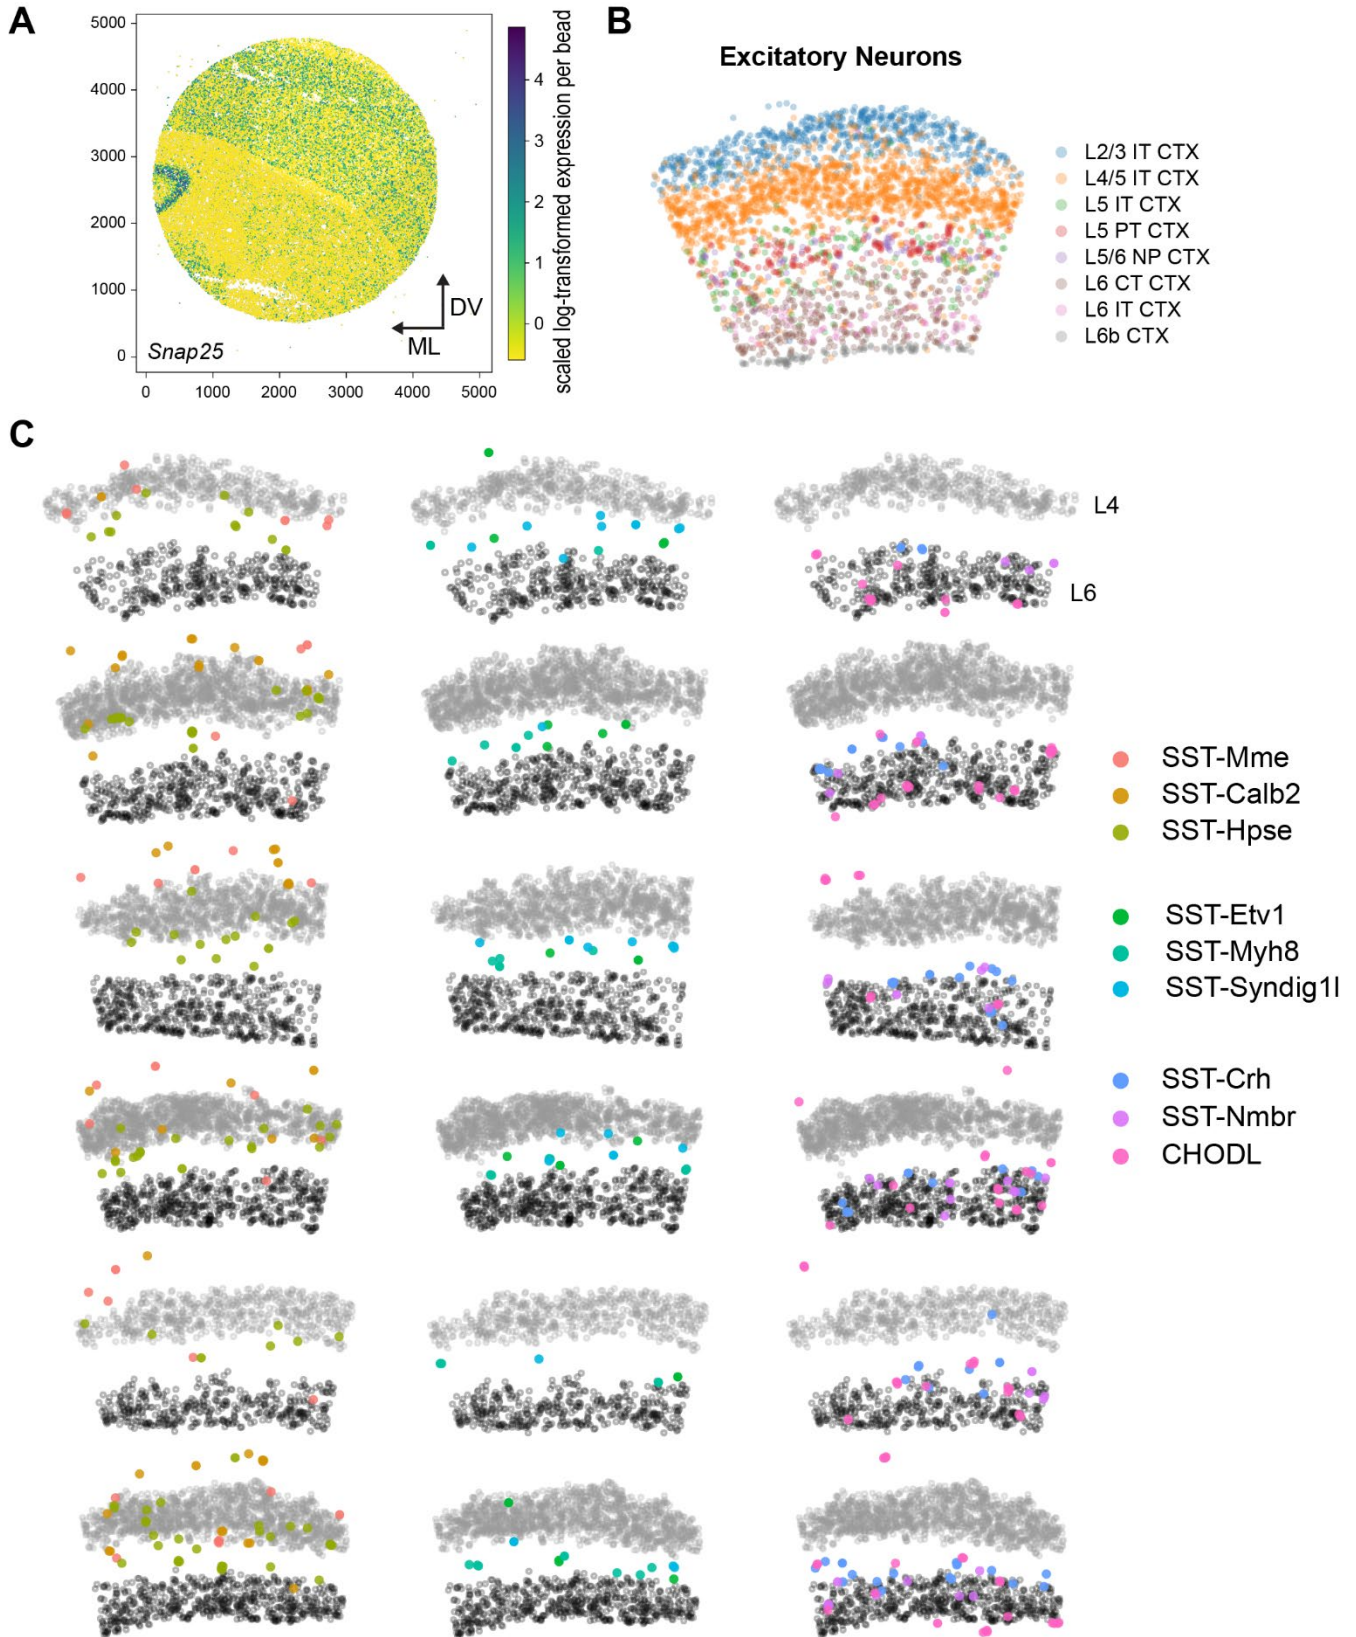 A
5000
4000
3000
2000
1000
0
0 1000 2000 3000 4000 5000
Snap25
DV
ML
4
3
2
1
0
scaled log-transformed expression per bead
B
Excitatory Neurons
L2/3 IT CTX
L4/5 IT CTX
L5 IT CTX
L5 PT CTX
L5/6 NP CTX
L6 CT CTX
L6 IT CTX
L6b CTX
C
L4
L6
SST-Mme
SST-Calb2
SST-Hpse
SST-Etv1
SST-Myh8
SST-Syndig1l
SST-Crh
SST-Nmbr
CHODL